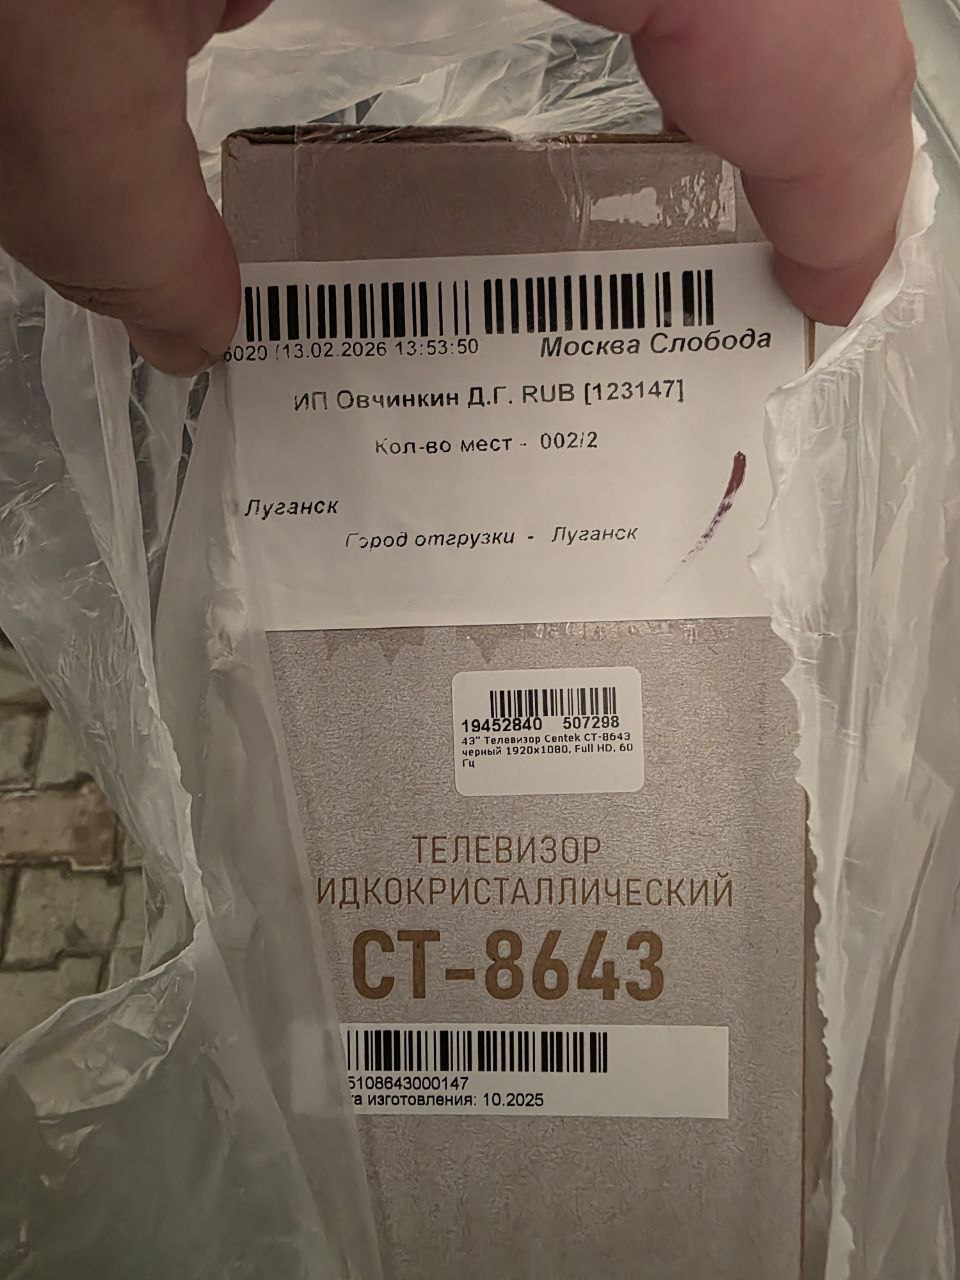 6020 (13.02.2026 13:53:50
Москва Слобода
ИП Овчинкин Д.Г. RUB [123147]
Кол-во мест - 002/2
Луганск
Город отгрузки - Луганск
19452840 507298
43" Телевизор Centek CT-8643
черный 1920x1080, Full HD, 60
Гц
ТЕЛЕВИЗОР
ИДКОКРИСТАЛЛИЧЕСКИЙ
CT-8643
5108643000147
та изготовления: 10.2025